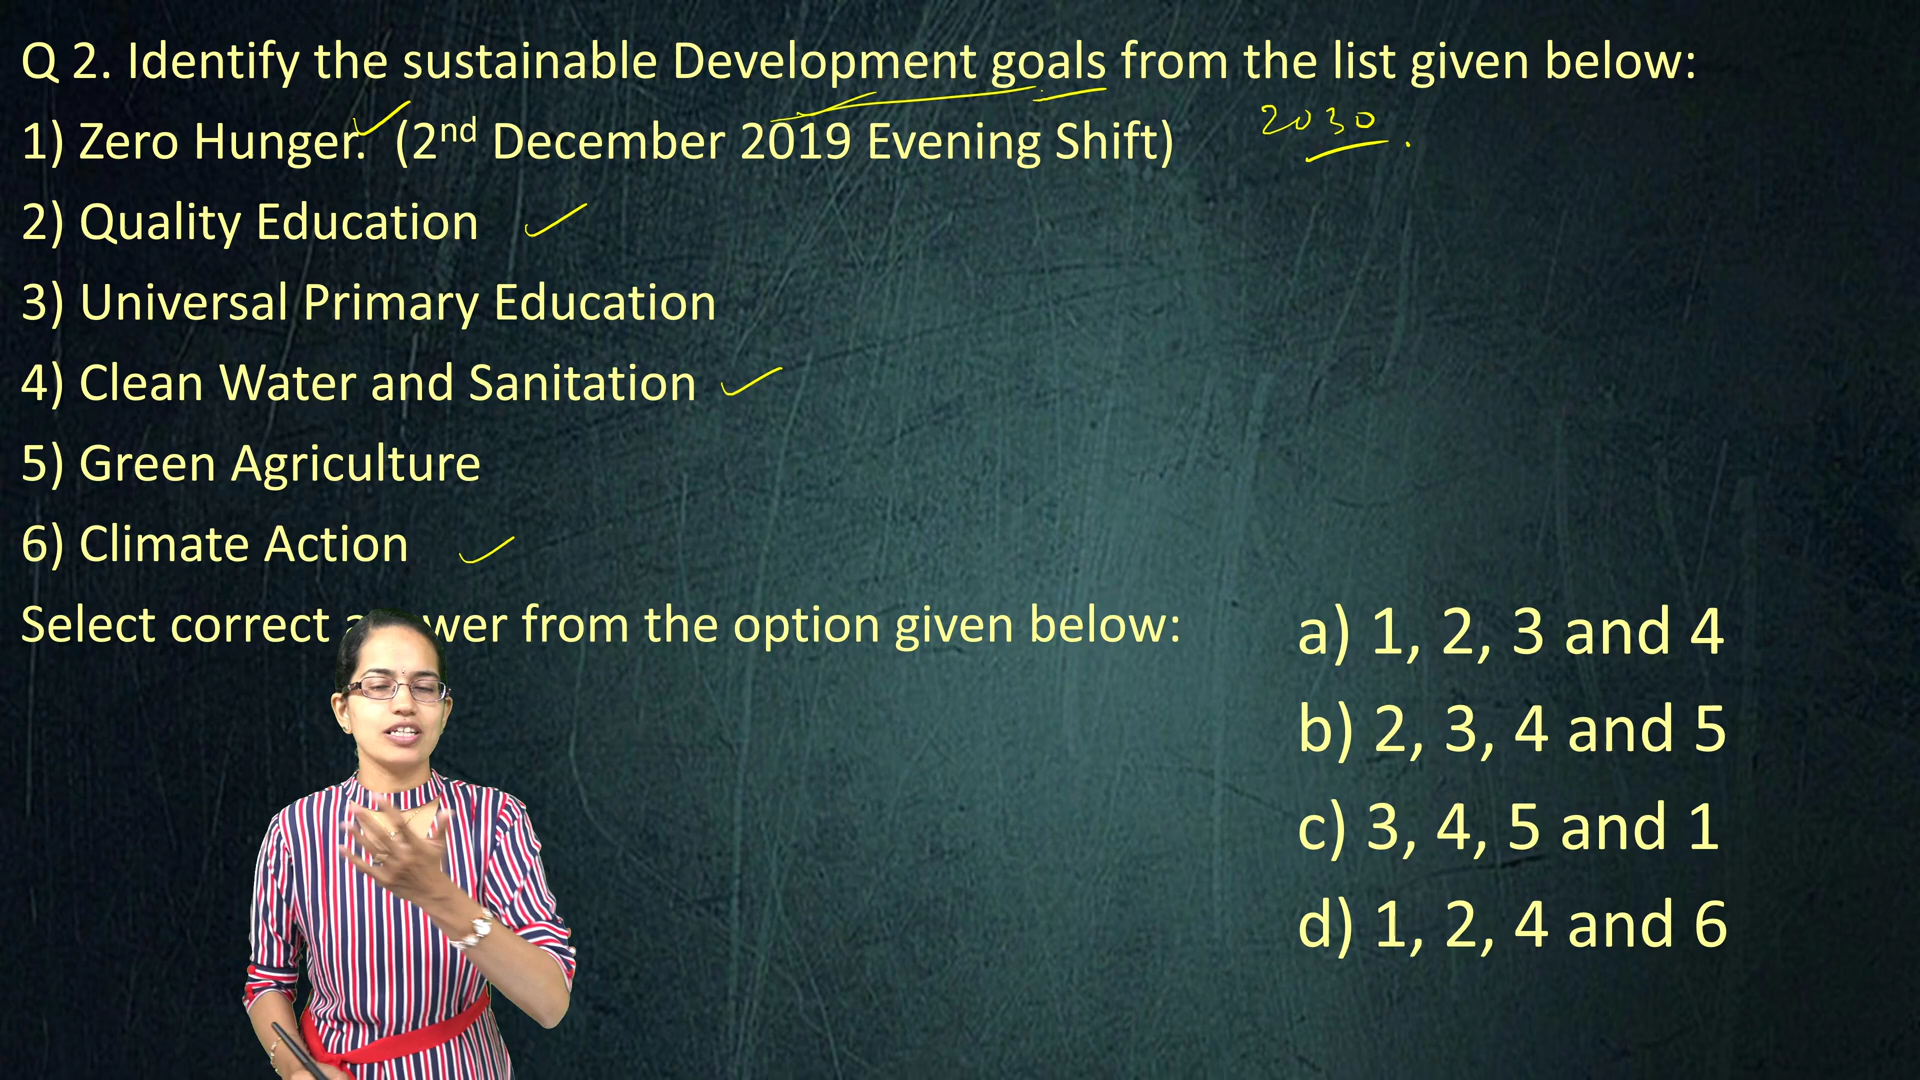 Q 2. Identify the sustainable Development goals from the list given below:
1) Zero Hunger. (2nd December 2019 Evening Shift) 2030.
2) Quality Education
3) Universal Primary Education
4) Clean Water and Sanitation
5) Green Agriculture
6) Climate Action
Select correct from the option given below:
a) 1, 2, 3 and 4
b) 2, 3, 4 and 5
c) 3, 4, 5 and 1
d) 1, 2, 4 and 6